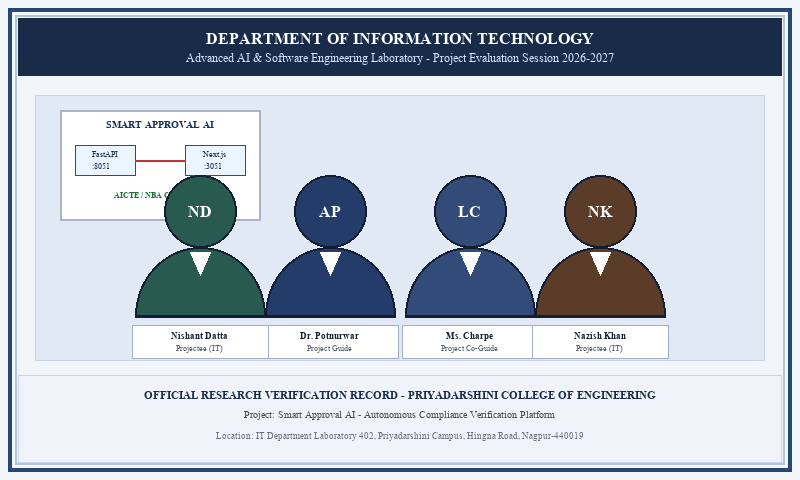 DEPARTMENT OF INFORMATION TECHNOLOGY
Advanced AI & Software Engineering Laboratory - Project Evaluation Session 2026-2027
SMART APPROVAL AI
FastAPI
:8051
Next.js
:3051
AICTE / NBA
ND
AP
LC
NK
Nishant Datta
Projectee (IT)
Dr. Potnurwar
Project Guide
Ms. Charpe
Project Co-Guide
Nazish Khan
Projectee (IT)
OFFICIAL RESEARCH VERIFICATION RECORD - PRIYADARSHINI COLLEGE OF ENGINEERING
Project: Smart Approval AI - Autonomous Compliance Verification Platform
Location: IT Department Laboratory 402, Priyadarshini Campus, Hingna Road, Nagpur-440019